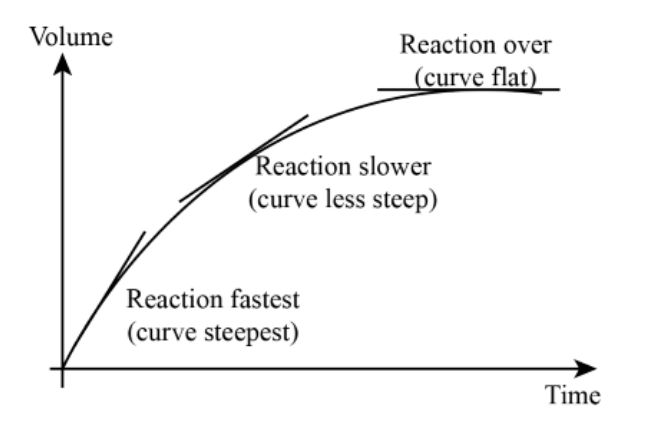 Volume
Reaction over
(curve flat)
Reaction slower
(curve less steep)
Reaction fastest
(curve steepest)
Time